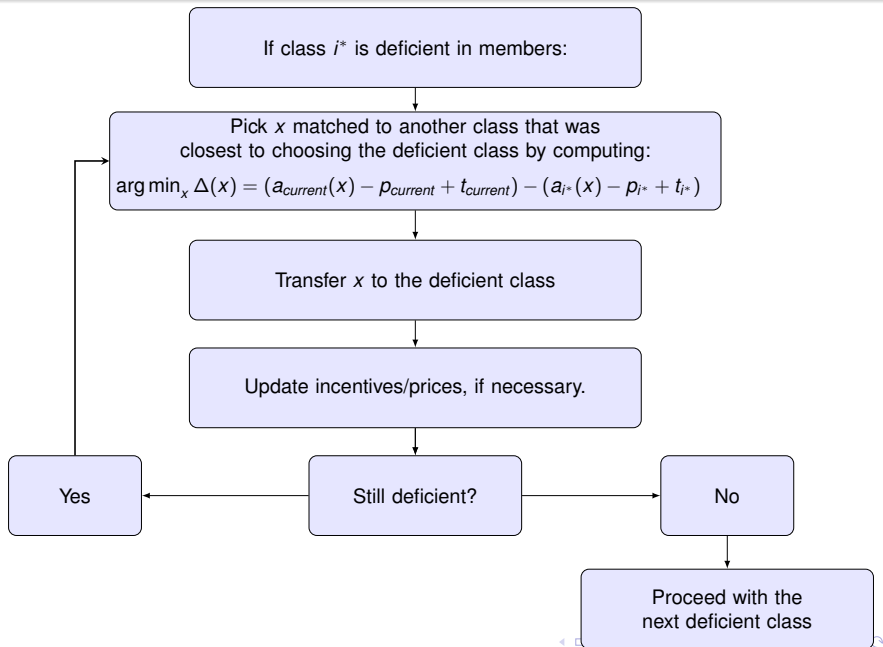 If class i* is deficient in members:
Pick x matched to another class that was
closest to choosing the deficient class by computing:
arg minₓ Δ(x) = (a_current(x) − p_current + t_current) − (a_i*(x) − p_i* + t_i*)
Transfer x to the deficient class
Update incentives/prices, if necessary.
Yes
Still deficient?
No
Proceed with the
next deficient class